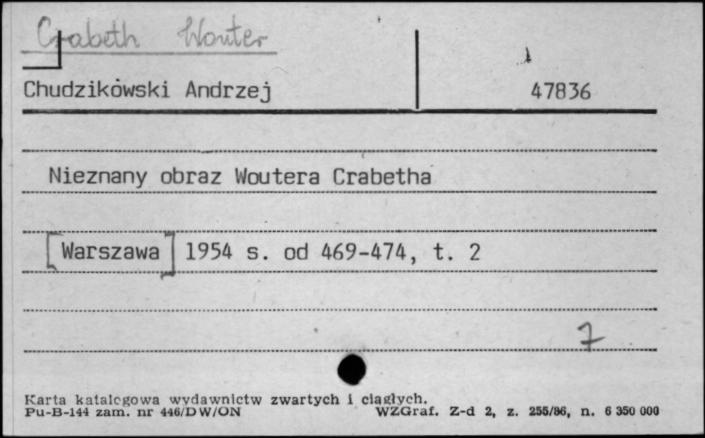 Crabeth Wouter
Chudzikowski Andrzej 47836
Nieznany obraz Woutera Crabetha
[Warszawa] 1954 s. od 469-474, t. 2
7
Karta katalogowa wydawnictw zwartych i ciągłych.
Pu-B-144 zam. nr 446/DW/ON WZGraf. Z-d 2, z. 255/86, n. 6 350 000